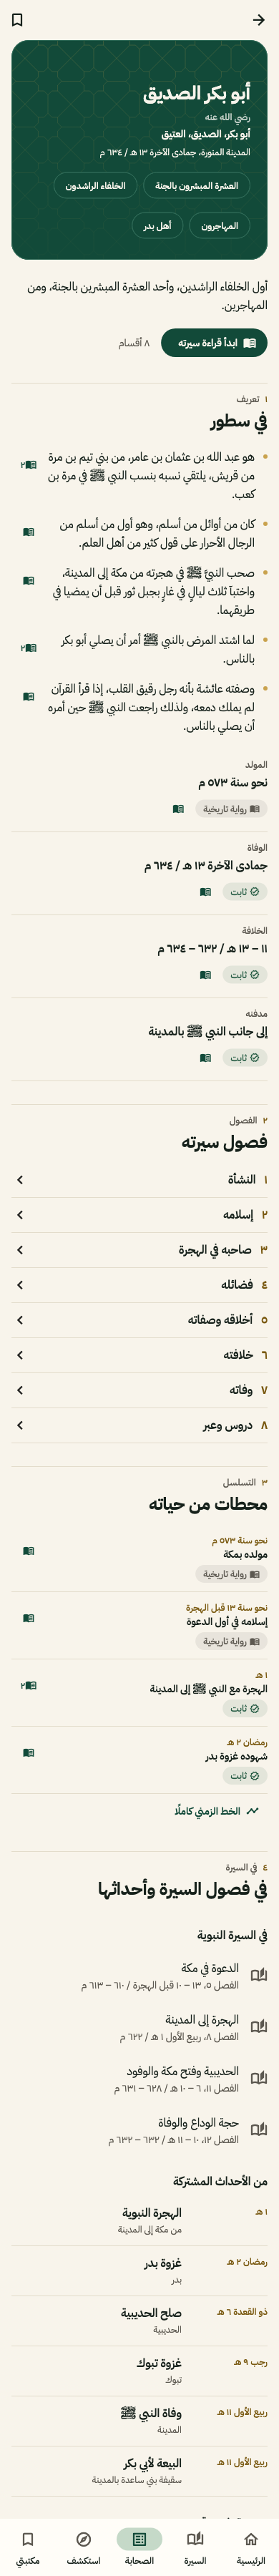 أبو بكر الصديق
رضي الله عنه
أبو بكر، الصديق، العتيق
المدينة المنورة، جمادى الآخرة ١٣ هـ / ٦٣٤ م
العشرة المبشرون بالجنة
الخلفاء الراشدون
المهاجرون
أهل بدر
أول الخلفاء الراشدين، وأحد العشرة المبشرين بالجنة، ومن
المهاجرين.
ابدأ قراءة سيرته
٨ أقسام
١ تعريف
في سطور
هو عبد الله بن عثمان بن عامر، من بني تيم بن مرة
من قريش، يلتقي نسبه بنسب النبي ﷺ في مرة بن
كعب.
٢
كان من أوائل من أسلم، وهو أول من أسلم من
الرجال الأحرار على قول كثير من أهل العلم.
صحب النبيَّ ﷺ في هجرته من مكة إلى المدينة،
واختبآ ثلاث ليالٍ في غارٍ بجبل ثور قبل أن يمضيا في
طريقهما.
لما اشتد المرض بالنبي ﷺ أمر أن يصلي أبو بكر
بالناس.
٢
وصفته عائشة بأنه رجل رقيق القلب، إذا قرأ القرآن
لم يملك دمعه، ولذلك راجعت النبي ﷺ حين أمره
أن يصلي بالناس.
المولد
نحو سنة ٥٧٣ م
رواية تاريخية
الوفاة
جمادى الآخرة ١٣ هـ / ٦٣٤ م
ثابت
الخلافة
١١ – ١٣ هـ / ٦٣٢ – ٦٣٤ م
ثابت
مدفنه
إلى جانب النبي ﷺ بالمدينة
ثابت
٢ الفصول
فصول سيرته
١ النشأة
٢ إسلامه
٣ صاحبه في الهجرة
٤ فضائله
٥ أخلاقه وصفاته
٦ خلافته
٧ وفاته
٨ دروس وعبر
٣ التسلسل
محطات من حياته
نحو سنة ٥٧٣ م
مولده بمكة
رواية تاريخية
نحو سنة ١٣ قبل الهجرة
إسلامه في أول الدعوة
رواية تاريخية
١ هـ
الهجرة مع النبي ﷺ إلى المدينة
٢
ثابت
رمضان ٢ هـ
شهوده غزوة بدر
ثابت
الخط الزمني كاملًا
٤ في السيرة
في فصول السيرة وأحداثها
في السيرة النبوية
الدعوة في مكة
الفصل ٥، ١٣ – ١٠ قبل الهجرة / ٦١٠ – ٦١٣ م
الهجرة إلى المدينة
الفصل ٨، ربيع الأول ١ هـ / ٦٢٢ م
الحديبية وفتح مكة والوفود
الفصل ١١، ٦ – ١٠ هـ / ٦٢٨ – ٦٣١ م
حجة الوداع والوفاة
الفصل ١٢، ١٠ – ١١ هـ / ٦٣٢ – ٦٣٢ م
من الأحداث المشتركة
١ هـ
الهجرة النبوية
من مكة إلى المدينة
رمضان ٢ هـ
غزوة بدر
بدر
ذو القعدة ٦ هـ
صلح الحديبية
الحديبية
رجب ٩ هـ
غزوة تبوك
تبوك
ربيع الأول ١١ هـ
وفاة النبي ﷺ
المدينة
ربيع الأول ١١ هـ
البيعة لأبي بكر
سقيفة بني ساعدة بالمدينة
الرئيسية
السيرة
الصحابة
استكشف
مكتبتي